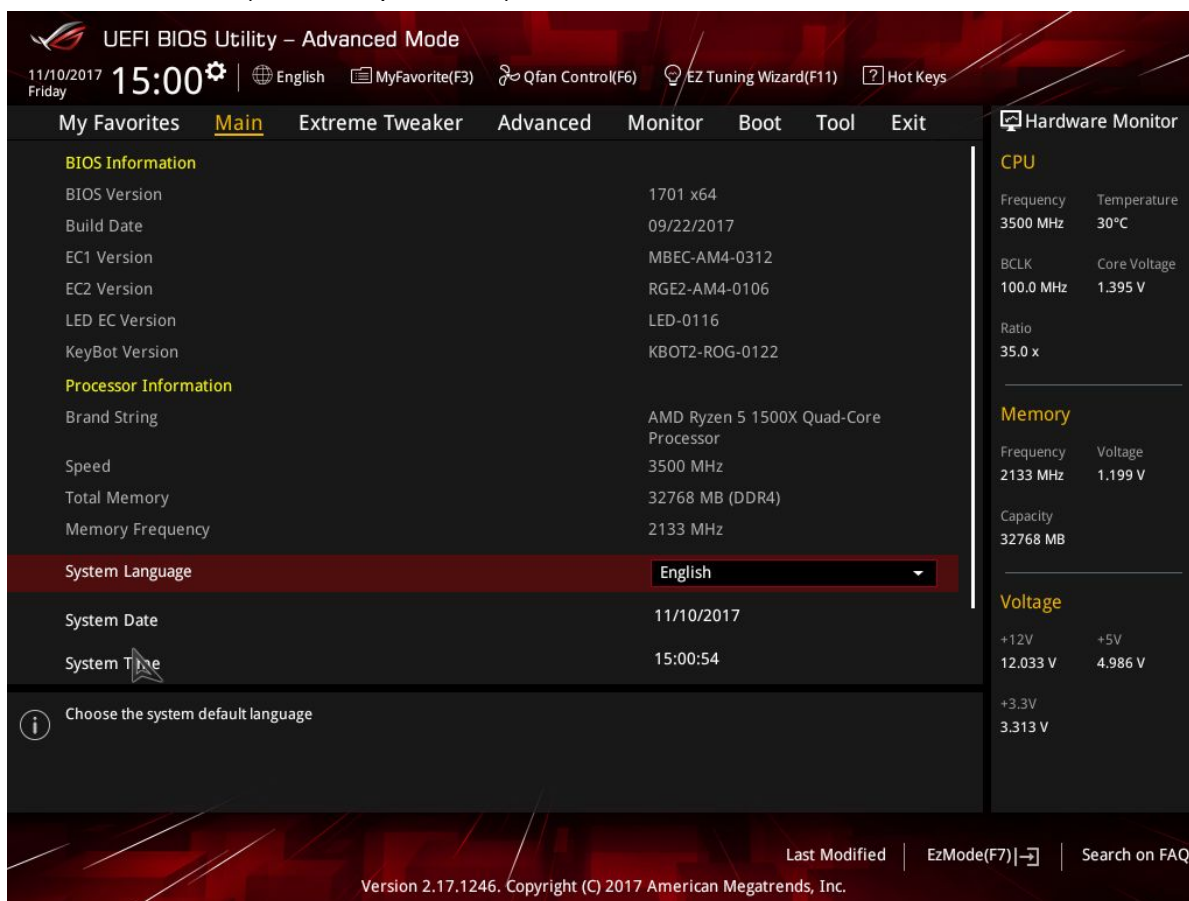 UEFI BIOS Utility – Advanced Mode
11/10/2017
Friday
15:00
English
MyFavorite(F3)
Qfan Control(F6)
EZ Tuning Wizard(F11)
? Hot Keys
My Favorites Main Extreme Tweaker Advanced Monitor Boot Tool Exit
BIOS Information
BIOS Version 1701 x64
Build Date 09/22/2017
EC1 Version MBEC-AM4-0312
EC2 Version RGE2-AM4-0106
LED EC Version LED-0116
KeyBot Version KBOT2-ROG-0122
Processor Information
Brand String AMD Ryzen 5 1500X Quad-Core
Processor
Speed 3500 MHz
Total Memory 32768 MB (DDR4)
Memory Frequency 2133 MHz
System Language English
System Date 11/10/2017
System Time 15:00:54
Choose the system default language
Hardware Monitor
CPU
Frequency Temperature
3500 MHz 30°C
BCLK Core Voltage
100.0 MHz 1.395 V
Ratio
35.0 x
Memory
Frequency Voltage
2133 MHz 1.199 V
Capacity
32768 MB
Voltage
+12V +5V
12.033 V 4.986 V
+3.3V
3.313 V
Last Modified
EzMode(F7)
Search on FAQ
Version 2.17.1246. Copyright (C) 2017 American Megatrends, Inc.